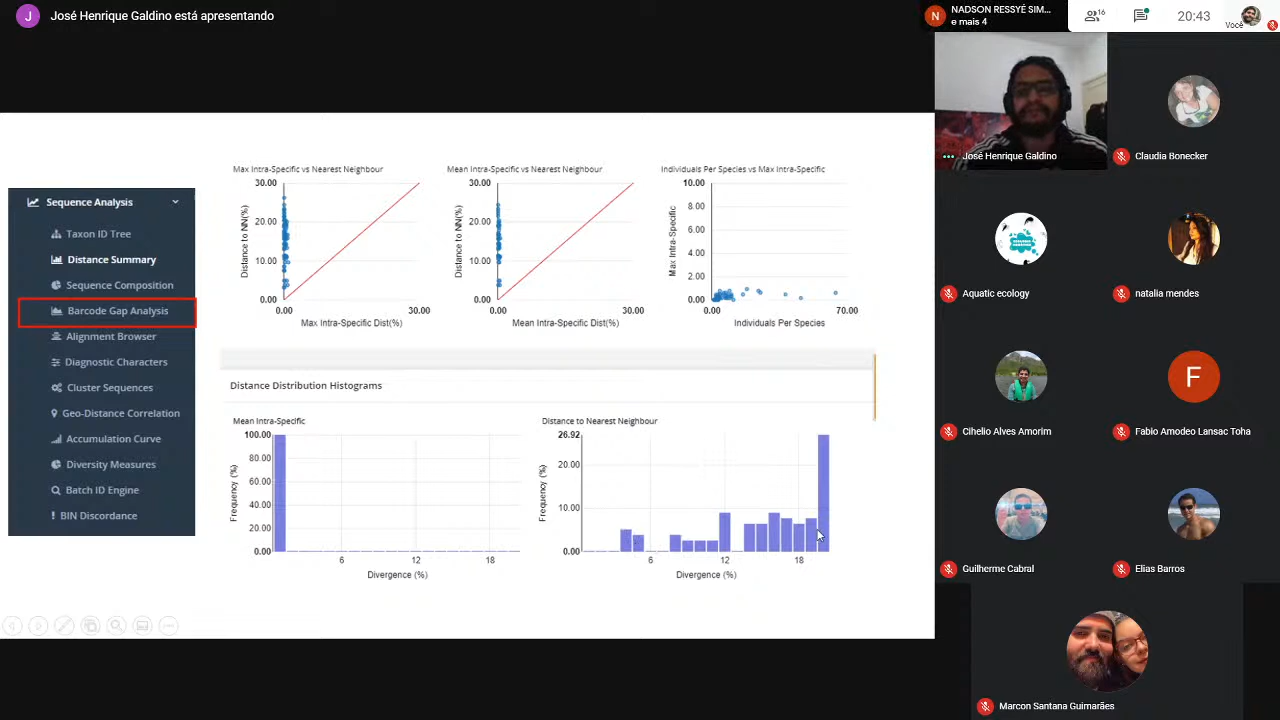 J José Henrique Galdino está apresentando
N NADSON RESSYÉ SIM...
e mais 4
16
20:43
Você
José Henrique Galdino
Claudia Bonecker
Aquatic ecology
natalia mendes
Cihelio Alves Amorim
F
Fabio Amodeo Lansac Toha
Guilherme Cabral
Elias Barros
Marcon Santana Guimarães
Sequence Analysis
Taxon ID Tree
Distance Summary
Sequence Composition
Barcode Gap Analysis
Alignment Browser
Diagnostic Characters
Cluster Sequences
Geo-Distance Correlation
Accumulation Curve
Diversity Measures
Batch ID Engine
BIN Discordance
Max Intra-Specific vs Nearest Neighbour
Distance to NN(%)
30.00
20.00
10.00
0.00
0.00 30.00
Max Intra-Specific Dist(%)
Mean Intra-Specific vs Nearest Neighbour
Distance to NN(%)
30.00
20.00
10.00
0.00
0.00 30.00
Mean Intra-Specific Dist(%)
Individuals Per Species vs Max Intra-Specific
Max Intra-Specific
10.00
8.00
6.00
4.00
2.00
0.00
0.00 70.00
Individuals Per Species
Distance Distribution Histograms
Mean Intra-Specific
Frequency (%)
100.00
80.00
60.00
40.00
20.00
0.00
6 12 18
Divergence (%)
Distance to Nearest Neighbour
Frequency (%)
26.92
20.00
10.00
0.00
6 12 18
Divergence (%)